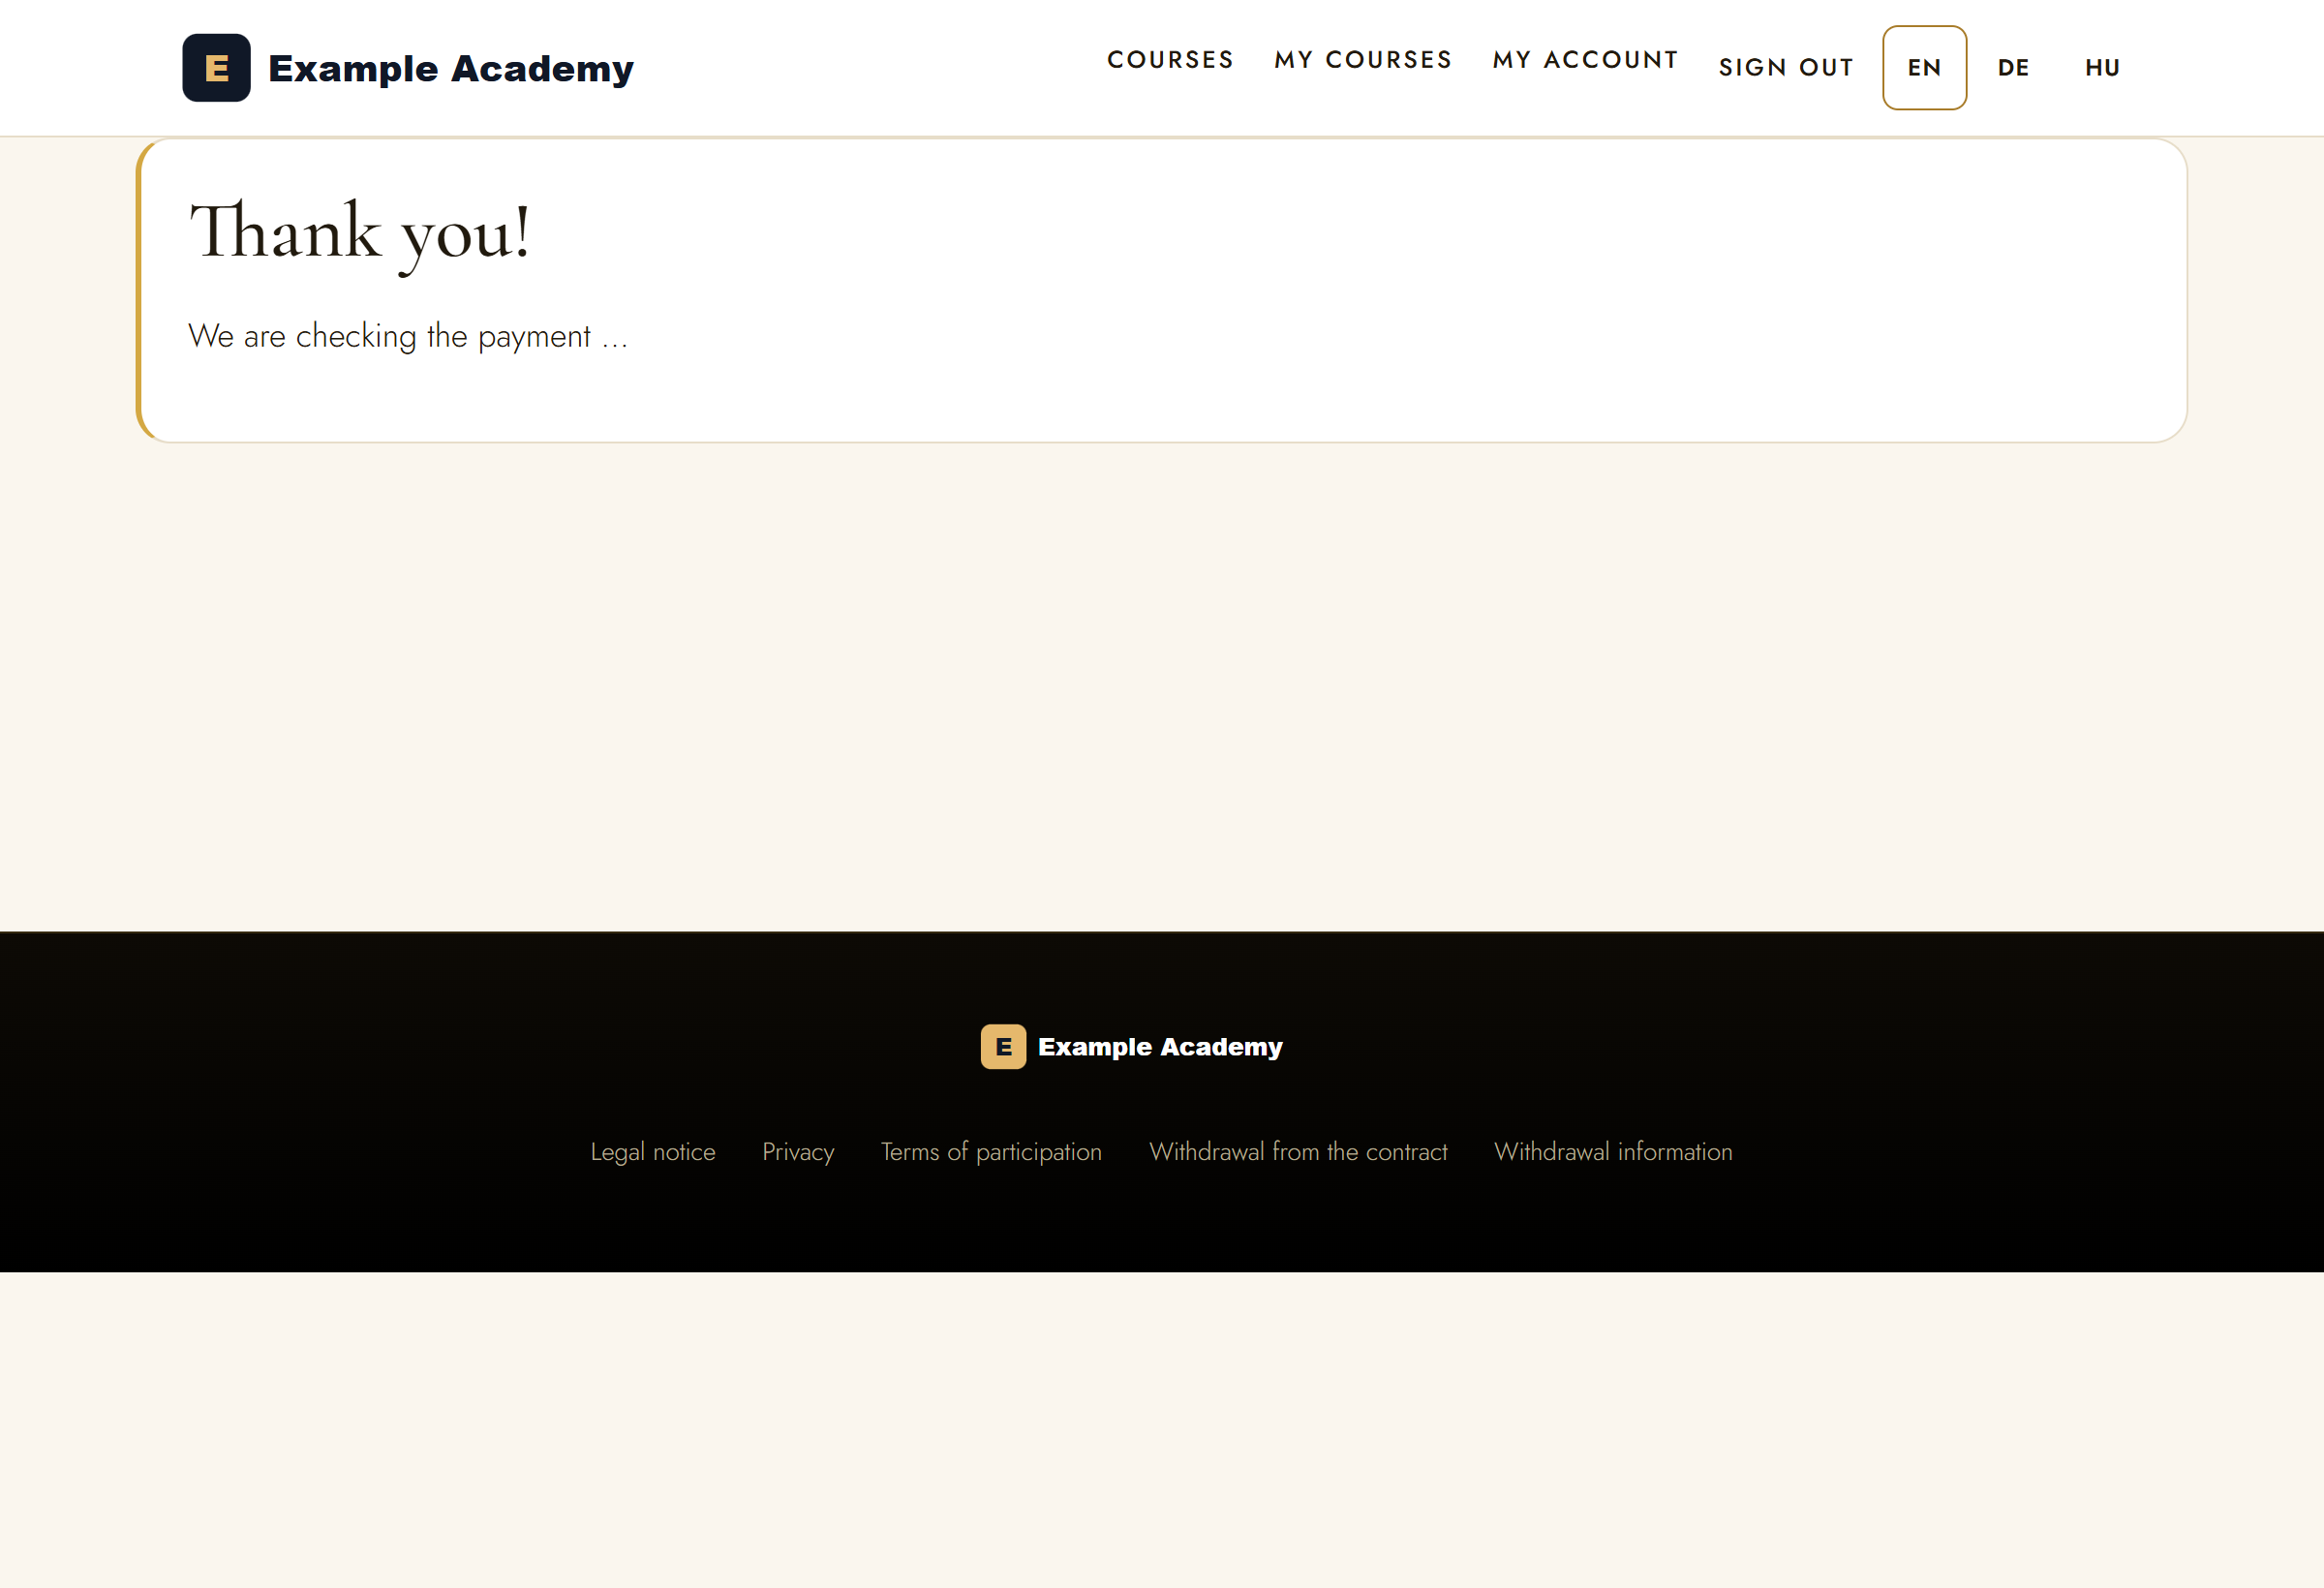 E Example Academy
COURSES MY COURSES MY ACCOUNT SIGN OUT EN DE HU
Thank you!
We are checking the payment ...
E Example Academy
Legal notice Privacy Terms of participation Withdrawal from the contract Withdrawal information